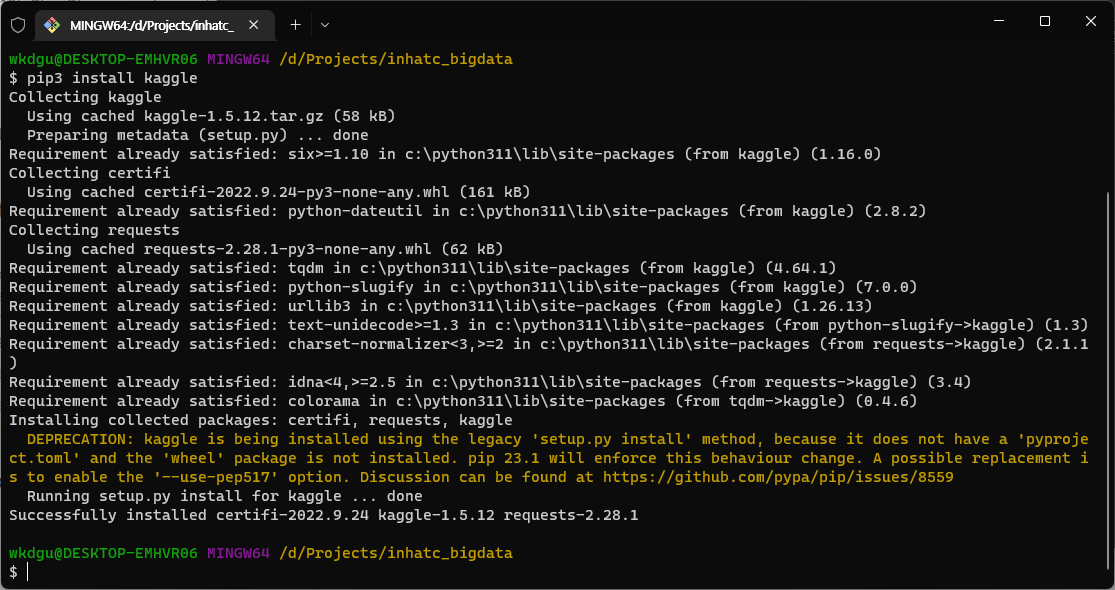 MINGW64:/d/Projects/inhatc_
wkdgu@DESKTOP-EMHVR06 MINGW64 /d/Projects/inhatc_bigdata
$ pip3 install kaggle
Collecting kaggle
  Using cached kaggle-1.5.12.tar.gz (58 kB)
  Preparing metadata (setup.py) ... done
Requirement already satisfied: six>=1.10 in c:\python311\lib\site-packages (from kaggle) (1.16.0)
Collecting certifi
  Using cached certifi-2022.9.24-py3-none-any.whl (161 kB)
Requirement already satisfied: python-dateutil in c:\python311\lib\site-packages (from kaggle) (2.8.2)
Collecting requests
  Using cached requests-2.28.1-py3-none-any.whl (62 kB)
Requirement already satisfied: tqdm in c:\python311\lib\site-packages (from kaggle) (4.64.1)
Requirement already satisfied: python-slugify in c:\python311\lib\site-packages (from kaggle) (7.0.0)
Requirement already satisfied: urllib3 in c:\python311\lib\site-packages (from kaggle) (1.26.13)
Requirement already satisfied: text-unidecode>=1.3 in c:\python311\lib\site-packages (from python-slugify->kaggle) (1.3)
Requirement already satisfied: charset-normalizer<3,>=2 in c:\python311\lib\site-packages (from requests->kaggle) (2.1.1
)
Requirement already satisfied: idna<4,>=2.5 in c:\python311\lib\site-packages (from requests->kaggle) (3.4)
Requirement already satisfied: colorama in c:\python311\lib\site-packages (from tqdm->kaggle) (0.4.6)
Installing collected packages: certifi, requests, kaggle
  DEPRECATION: kaggle is being installed using the legacy 'setup.py install' method, because it does not have a 'pyproje
ct.toml' and the 'wheel' package is not installed. pip 23.1 will enforce this behaviour change. A possible replacement i
s to enable the '--use-pep517' option. Discussion can be found at https://github.com/pypa/pip/issues/8559
  Running setup.py install for kaggle ... done
Successfully installed certifi-2022.9.24 kaggle-1.5.12 requests-2.28.1
wkdgu@DESKTOP-EMHVR06 MINGW64 /d/Projects/inhatc_bigdata
$